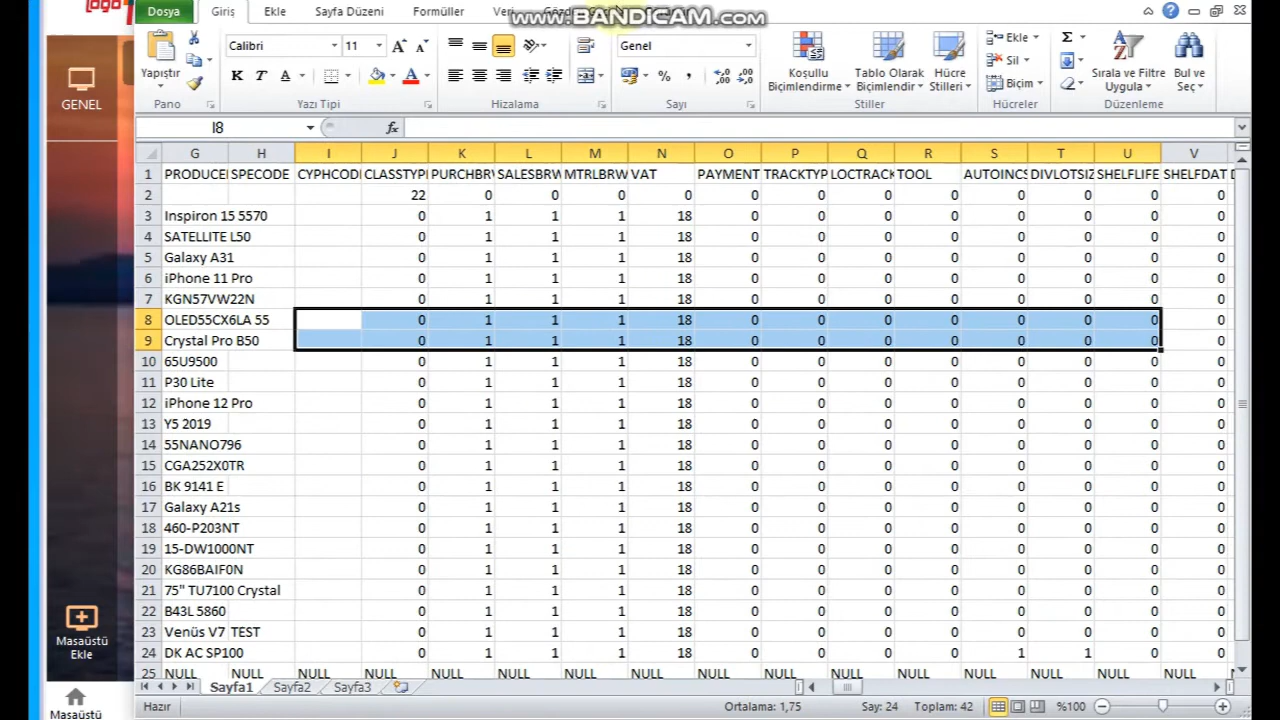 logo
Dosya Giriş Ekle Sayfa Düzeni Formüller Veri
www.BANDICAM.com
GENEL
Masaüstü
Ekle
Masaüstü
Yapıştır
Pano
Calibri 11
K T A
Yazı Tipi
Hizalama
Genel
% , ,00 ,00
Sayı
Koşullu
Biçimlendirme
Tablo Olarak
Biçimlendir
Hücre
Stilleri
Stiller
Ekle
Sil
Biçim
Hücreler
Σ
Sırala ve Filtre
Uygula
Bul ve
Seç
Düzenleme
I8 fx
G H I J K L M N O P Q R S T U V
1 PRODUCE SPECODE CYPHCOD CLASSTYP PURCHBR SALESBRW MTRLBRW VAT PAYMENT TRACKTYP LOCTRACK TOOL AUTOINCS DIVLOTSIZ SHELFLIFE SHELFDAT
2 22 0 0 0 0 0 0 0 0 0 0 0 0
3 Inspiron 15 5570 0 1 1 1 18 0 0 0 0 0 0 0 0
4 SATELLITE L50 0 1 1 1 18 0 0 0 0 0 0 0 0
5 Galaxy A31 0 1 1 1 18 0 0 0 0 0 0 0 0
6 iPhone 11 Pro 0 1 1 1 18 0 0 0 0 0 0 0 0
7 KGN57VW22N 0 1 1 1 18 0 0 0 0 0 0 0 0
8 OLED55CX6LA 55 0 1 1 1 18 0 0 0 0 0 0 0 0
9 Crystal Pro B50 0 1 1 1 18 0 0 0 0 0 0 0 0
10 65U9500 0 1 1 1 18 0 0 0 0 0 0 0 0
11 P30 Lite 0 1 1 1 18 0 0 0 0 0 0 0 0
12 iPhone 12 Pro 0 1 1 1 18 0 0 0 0 0 0 0 0
13 Y5 2019 0 1 1 1 18 0 0 0 0 0 0 0 0
14 55NANO796 0 1 1 1 18 0 0 0 0 0 0 0 0
15 CGA252X0TR 0 1 1 1 18 0 0 0 0 0 0 0 0
16 BK 9141 E 0 1 1 1 18 0 0 0 0 0 0 0 0
17 Galaxy A21s 0 1 1 1 18 0 0 0 0 0 0 0 0
18 460-P203NT 0 1 1 1 18 0 0 0 0 0 0 0 0
19 15-DW1000NT 0 1 1 1 18 0 0 0 0 0 0 0 0
20 KG86BAIF0N 0 1 1 1 18 0 0 0 0 0 0 0 0
21 75" TU7100 Crystal 0 1 1 1 18 0 0 0 0 0 0 0 0
22 B43L 5860 0 1 1 1 18 0 0 0 0 0 0 0 0
23 Venüs V7 TEST 0 1 1 1 18 0 0 0 0 0 0 0 0
24 DK AC SP100 0 1 1 1 18 0 0 0 0 1 1 0 0
25 NULL NULL NULL NULL NULL NULL NULL NULL NULL NULL NULL NULL NULL NULL NULL NULL
Sayfa1 Sayfa2 Sayfa3
Hazır Ortalama: 1,75 Say: 24 Toplam: 42 %100